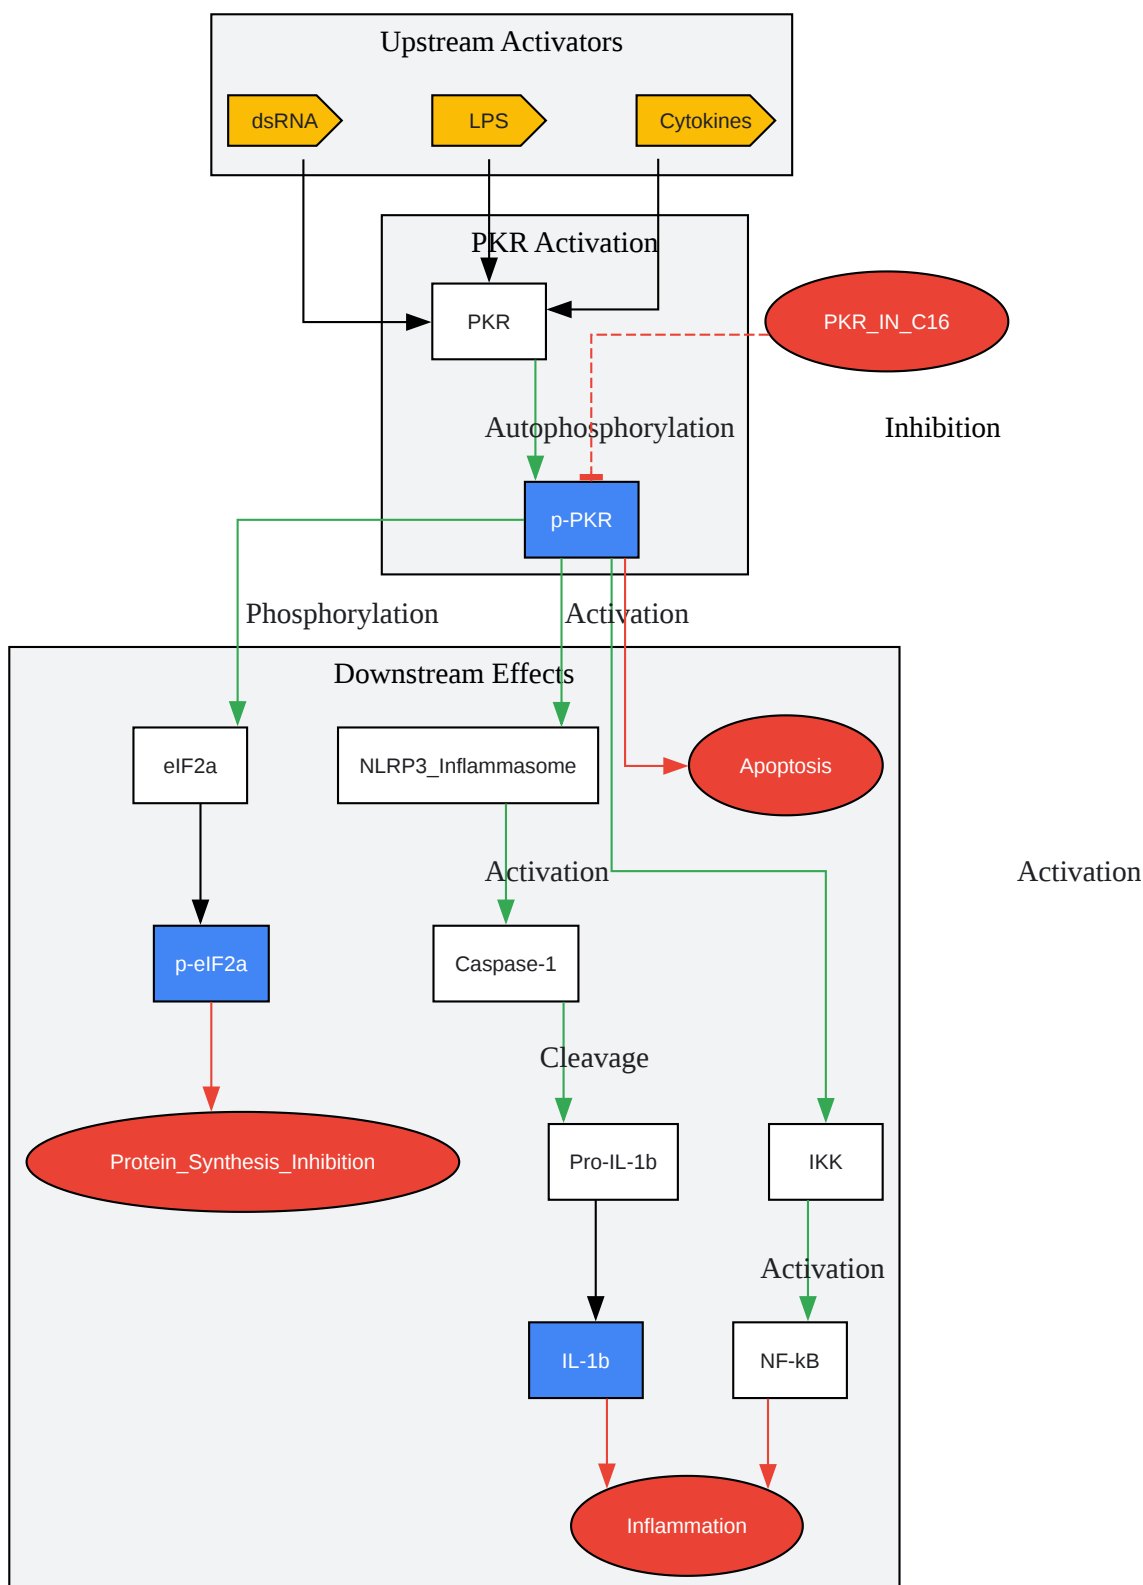 Upstream Activators
dsRNA
LPS
Cytokines
PKR Activation
PKR
PKR_IN_C16
Autophosphorylation
Inhibition
p-PKR
Phosphorylation
Activation
Downstream Effects
eIF2a
NLRP3_Inflammasome
Apoptosis
Activation
Activation
p-eIF2a
Caspase-1
Cleavage
Protein_Synthesis_Inhibition
Pro-IL-1b
IKK
Activation
IL-1b
NF-kB
Inflammation